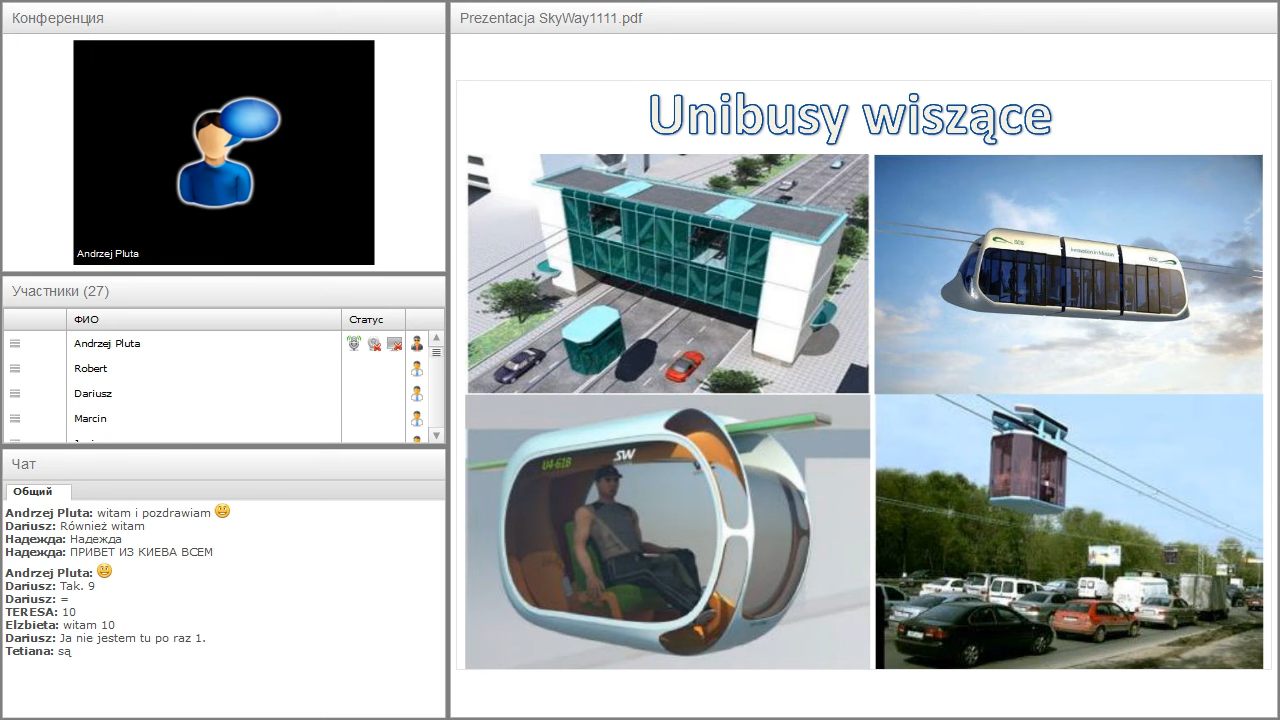 Конференция
Andrzej Pluta
Участники (27)
ФИО
Статус
Andrzej Pluta
Robert
Dariusz
Marcin
Чат
Общий
Andrzej Pluta: witam i pozdrawiam
Dariusz: Również witam
Надежда: Надежда
Надежда: ПРИВЕТ ИЗ КИЕВА ВСЕМ
Andrzej Pluta:
Dariusz: Tak. 9
Dariusz: =
TERESA: 10
Elzbieta: witam 10
Dariusz: Ja nie jestem tu po raz 1.
Tetiana: są
Prezentacja SkyWay1111.pdf
Unibusy wiszące
U4-61B
SW